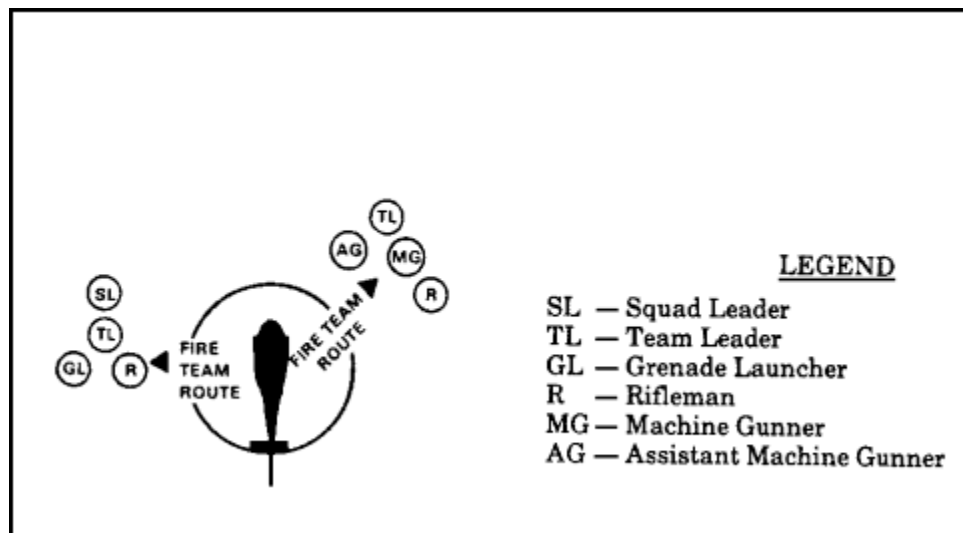 TL
AG
MG
R
SL
TL
GL
R
FIRE
TEAM
ROUTE
FIRE TEAM
ROUTE
LEGEND
SL — Squad Leader
TL — Team Leader
GL — Grenade Launcher
R — Rifleman
MG — Machine Gunner
AG — Assistant Machine Gunner